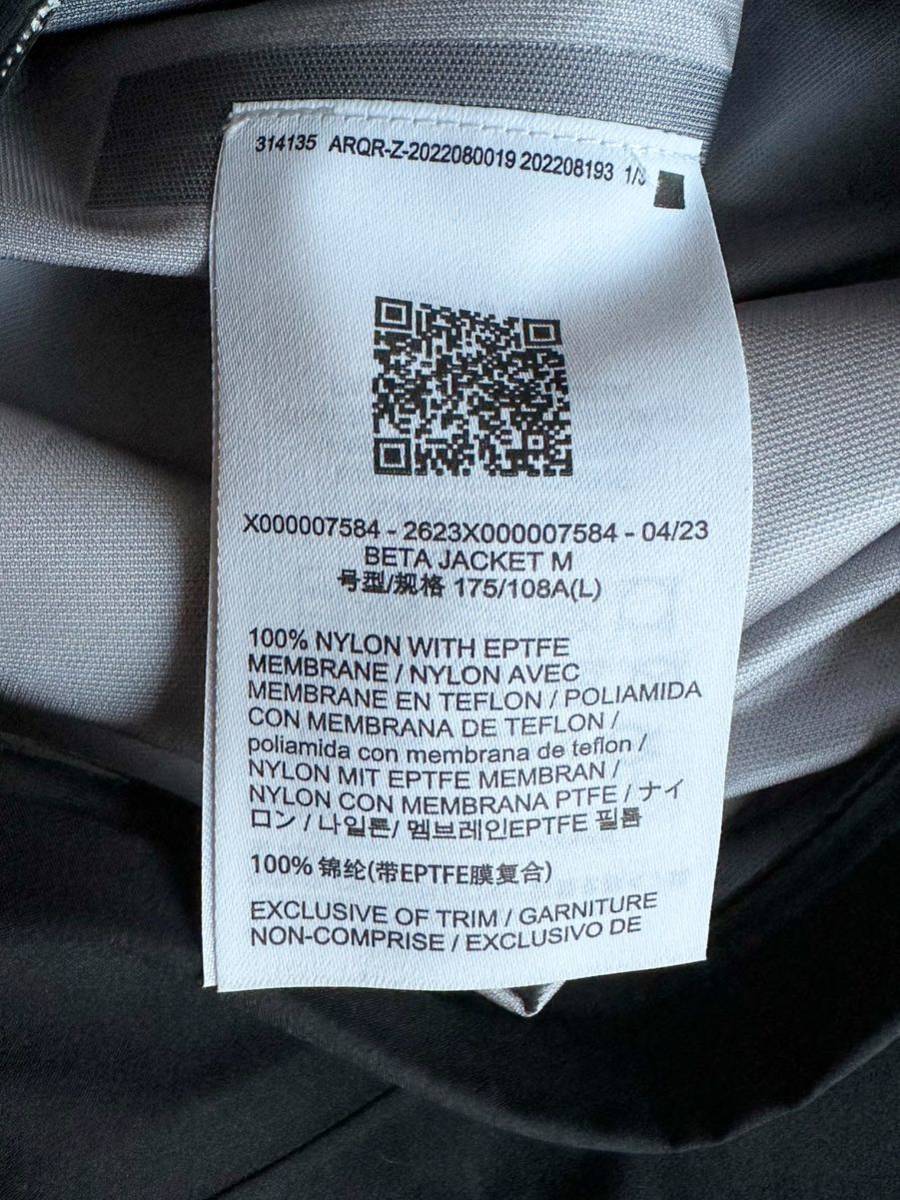 314135 ARQR-Z-2022080019 202208193 1/
X000007584 - 2623X000007584 - 04/23
BETA JACKET M
号型/规格 175/108A(L)
100% NYLON WITH EPTFE
MEMBRANE / NYLON AVEC
MEMBRANE EN TEFLON / POLIAMIDA
CON MEMBRANA DE TEFLON /
poliamida con membrana de teflon /
NYLON MIT EPTFE MEMBRAN /
NYLON CON MEMBRANA PTFE / ナイ
ロン / 나일론/ 멤브레인EPTFE 필름
100% 锦纶(带EPTFE膜复合)
EXCLUSIVE OF TRIM / GARNITURE
NON-COMPRISE / EXCLUSIVO DE